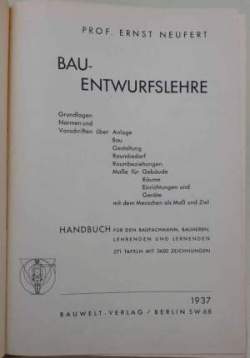 PROF. ERNST NEUFERT
BAU-
ENTWURFSLEHRE
Grundlagen
Normen und
Vorschriften über Anlage
Bau
Gestaltung
Raumbedarf
Raumbeziehungen
Maße für Gebäude
Räume
Einrichtungen und
Geräte
mit dem Menschen als Maß und Ziel
HANDBUCH FÜR DEN BAUFACHMANN, BAUHERRN,
LEHRENDEN UND LERNENDEN
271 TAFELN MIT 3600 ZEICHNUNGEN
1937
BAUWELT-VERLAG / BERLIN SW 68